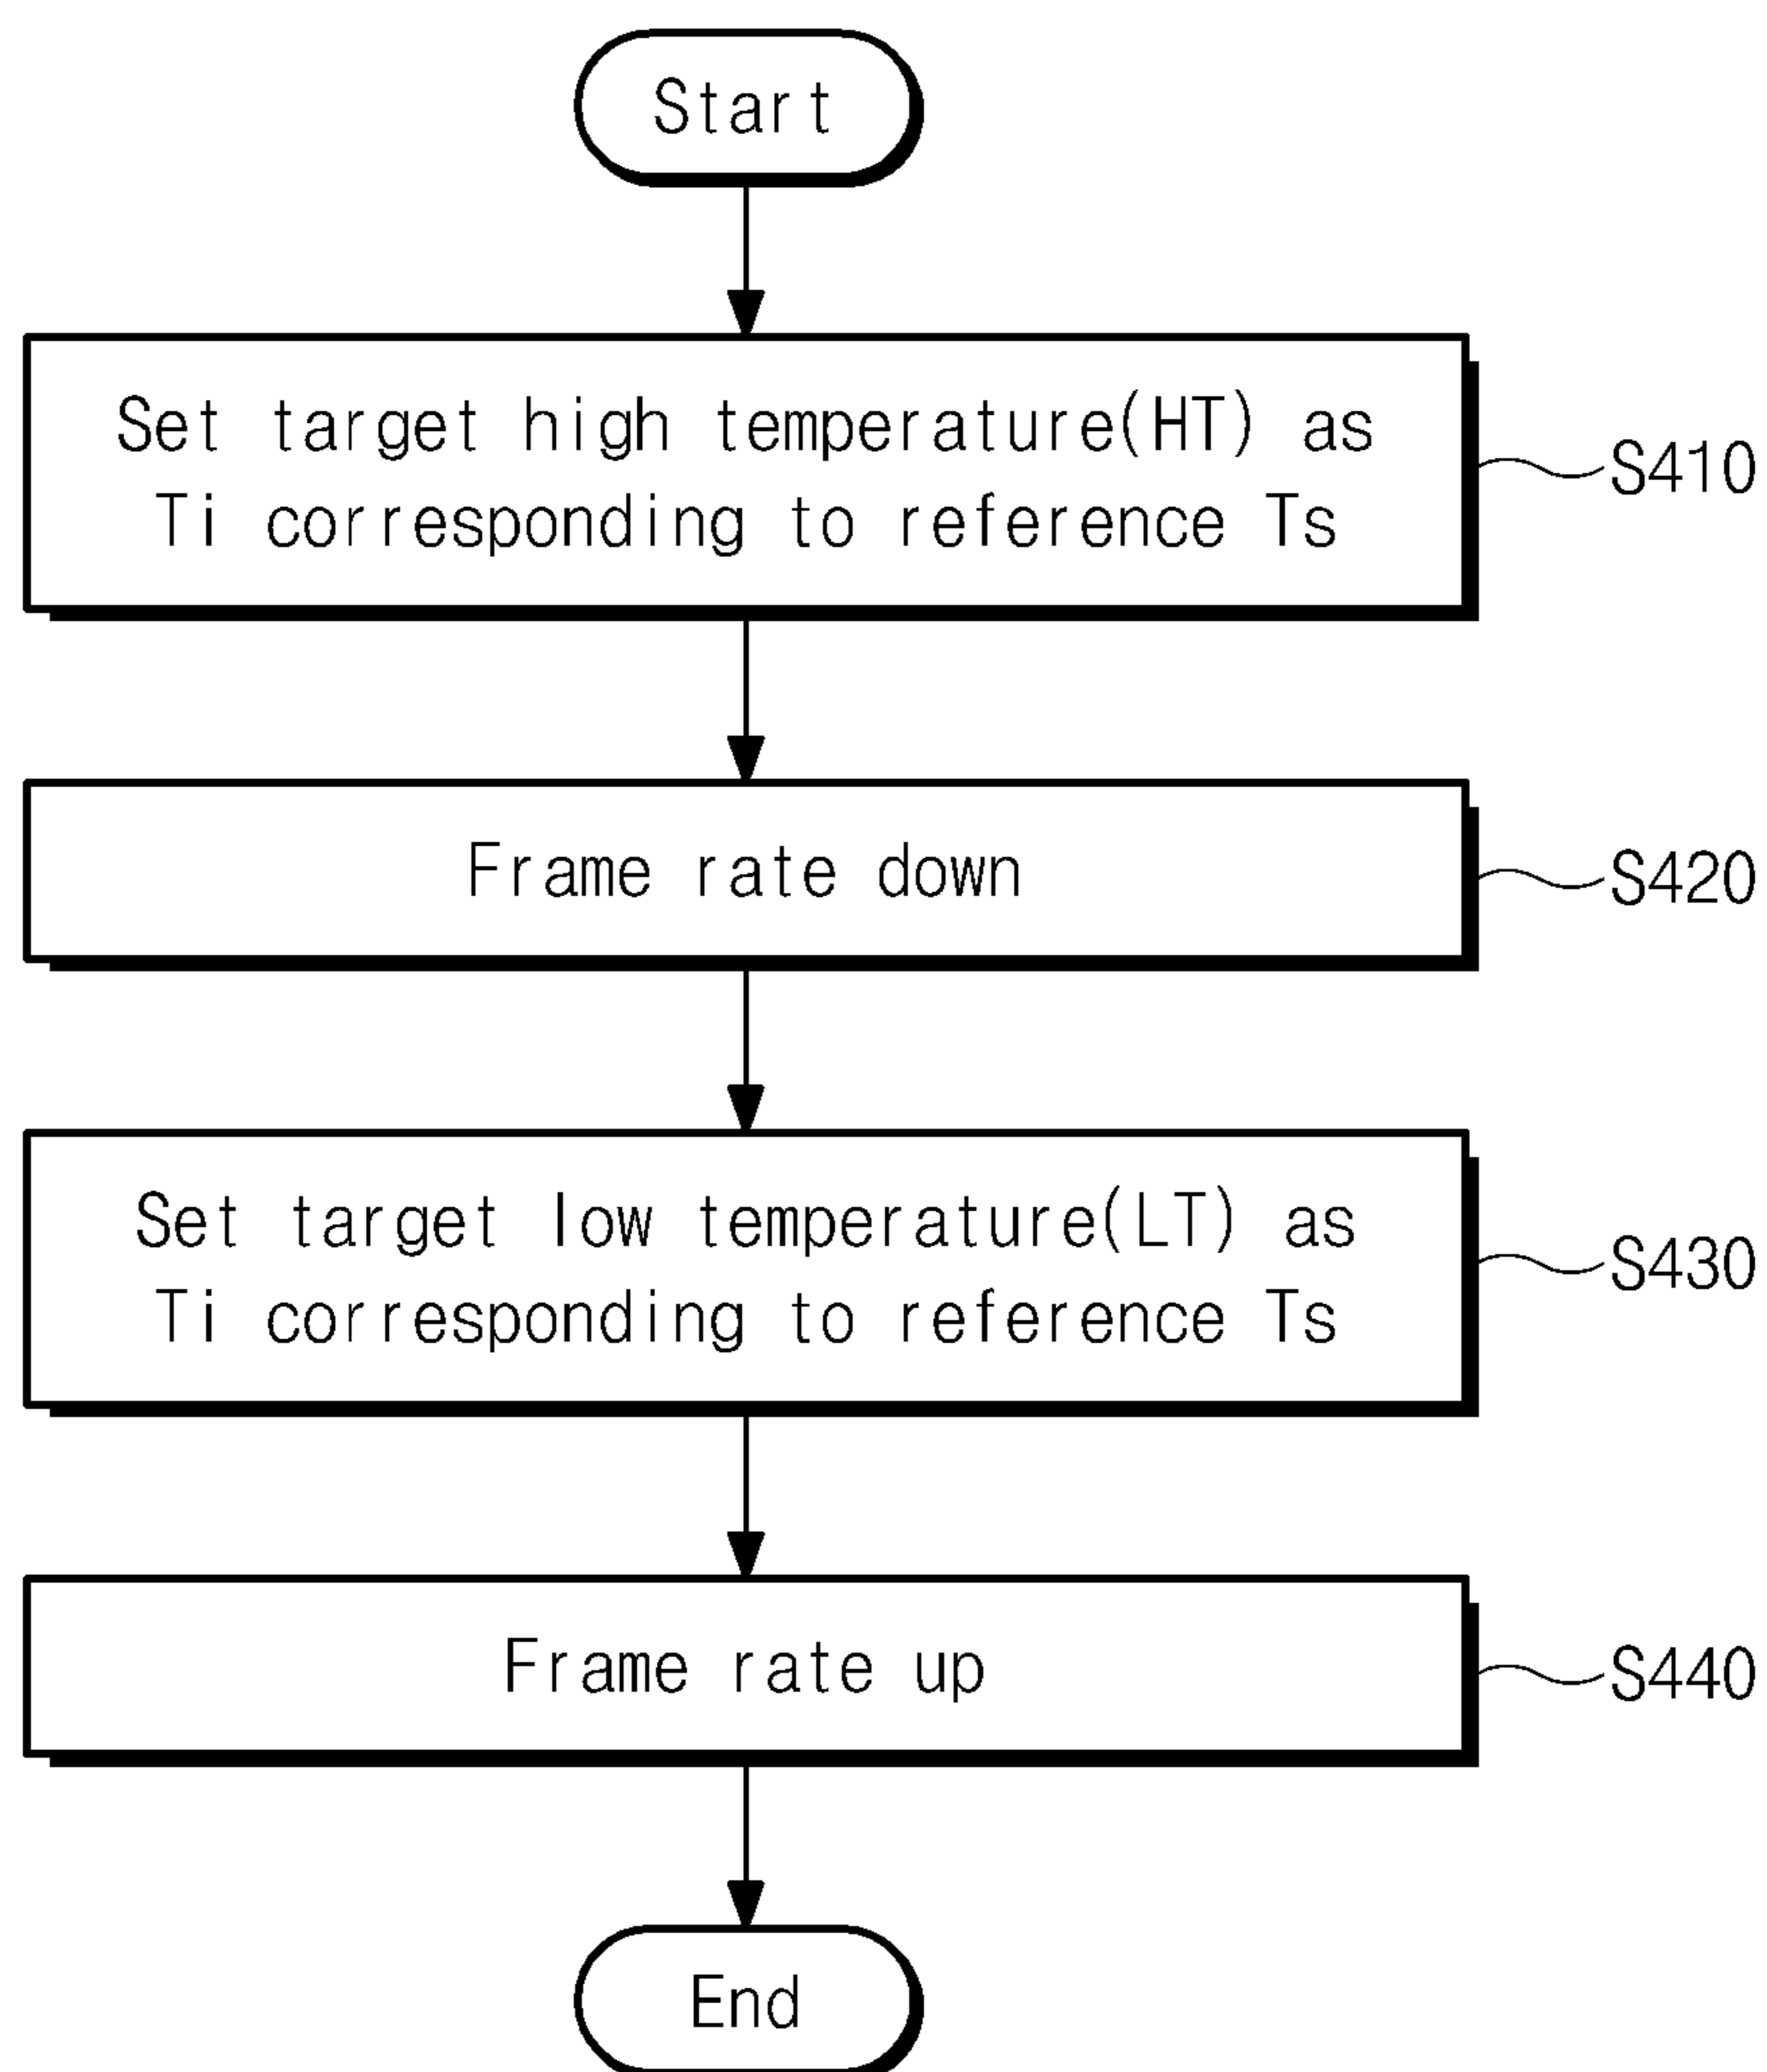 Start
Set target high temperature(HT) as
Ti corresponding to reference Ts
S410
Frame rate down
S420
Set target low temperature(LT) as
Ti corresponding to reference Ts
S430
Frame rate up
S440
End